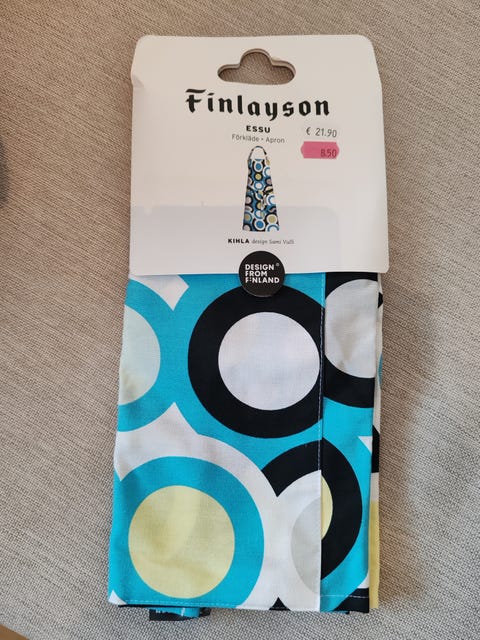 Finlayson
ESSU
Förkläde • Apron
€ 21.90
8.50
KIHLA design Sami Vulli
DESIGN
FROM
FINLAND